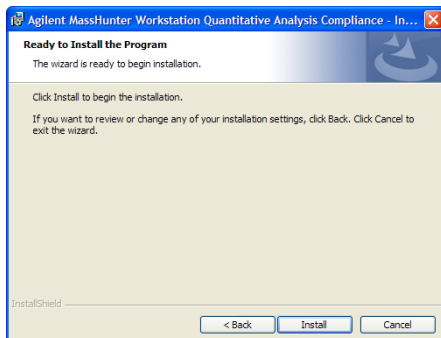 Agilent MassHunter Workstation Quantitative Analysis Compliance - In...
Ready to Install the Program
The wizard is ready to begin installation.
Click Install to begin the installation.
If you want to review or change any of your installation settings, click Back. Click Cancel to
exit the wizard.
InstallShield
< Back Install Cancel